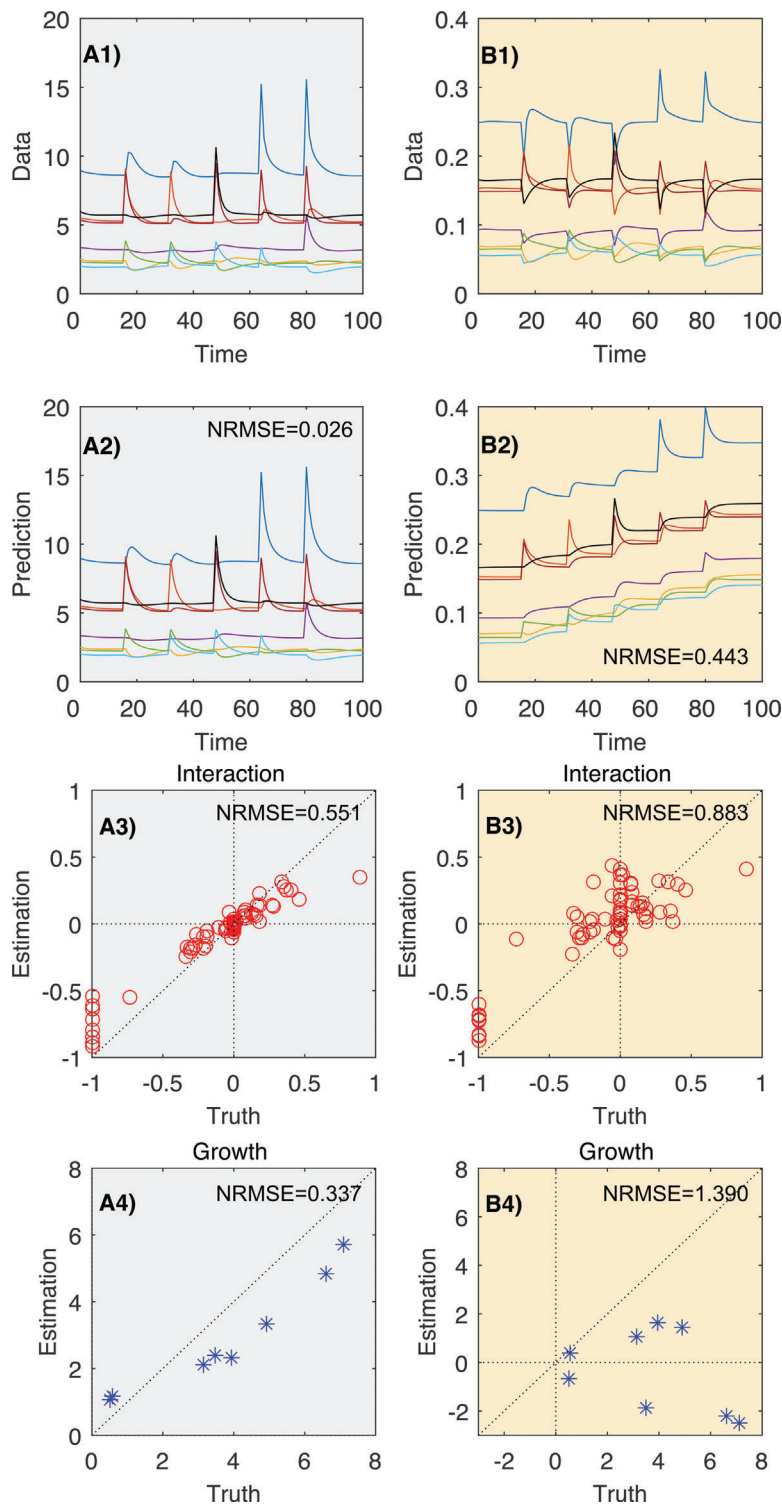 A1)
20
15
10
5
0
Data
0 20 40 60 80 100
Time
B1)
0.4
0.3
0.2
0.1
0
Data
0 20 40 60 80 100
Time
A2)
NRMSE=0.026
20
15
10
5
0
Prediction
0 20 40 60 80 100
Time
B2)
0.4
0.3
0.2
0.1
0
Prediction
NRMSE=0.443
0 20 40 60 80 100
Time
Interaction
A3)
NRMSE=0.551
1
0.5
0
-0.5
-1
Estimation
-1 -0.5 0 0.5 1
Truth
Interaction
B3)
NRMSE=0.883
1
0.5
0
-0.5
-1
Estimation
-1 -0.5 0 0.5 1
Truth
Growth
A4)
NRMSE=0.337
8
6
4
2
0
Estimation
0 2 4 6 8
Truth
Growth
B4)
NRMSE=1.390
8
6
4
2
0
-2
Estimation
-2 0 2 4 6 8
Truth